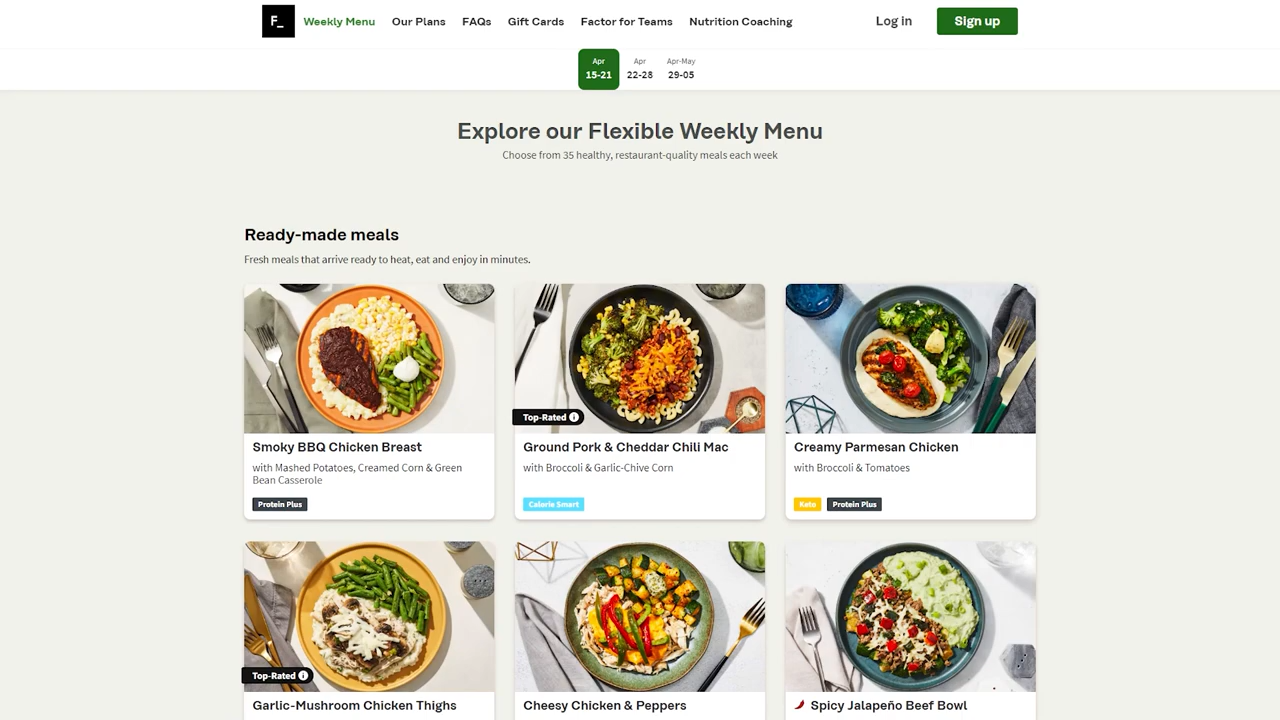 F_
Weekly Menu
Our Plans
FAQs
Gift Cards
Factor for Teams
Nutrition Coaching
Log in
Sign up
Apr
15-21
Apr
22-28
Apr-May
29-05
Explore our Flexible Weekly Menu
Choose from 35 healthy, restaurant-quality meals each week
Ready-made meals
Fresh meals that arrive ready to heat, eat and enjoy in minutes.
Smoky BBQ Chicken Breast
with Mashed Potatoes, Creamed Corn & Green
Bean Casserole
Protein Plus
Top-Rated
Ground Pork & Cheddar Chili Mac
with Broccoli & Garlic-Chive Corn
Calorie Smart
Creamy Parmesan Chicken
with Broccoli & Tomatoes
Keto
Protein Plus
Top-Rated
Garlic-Mushroom Chicken Thighs
Cheesy Chicken & Peppers
Spicy Jalapeño Beef Bowl